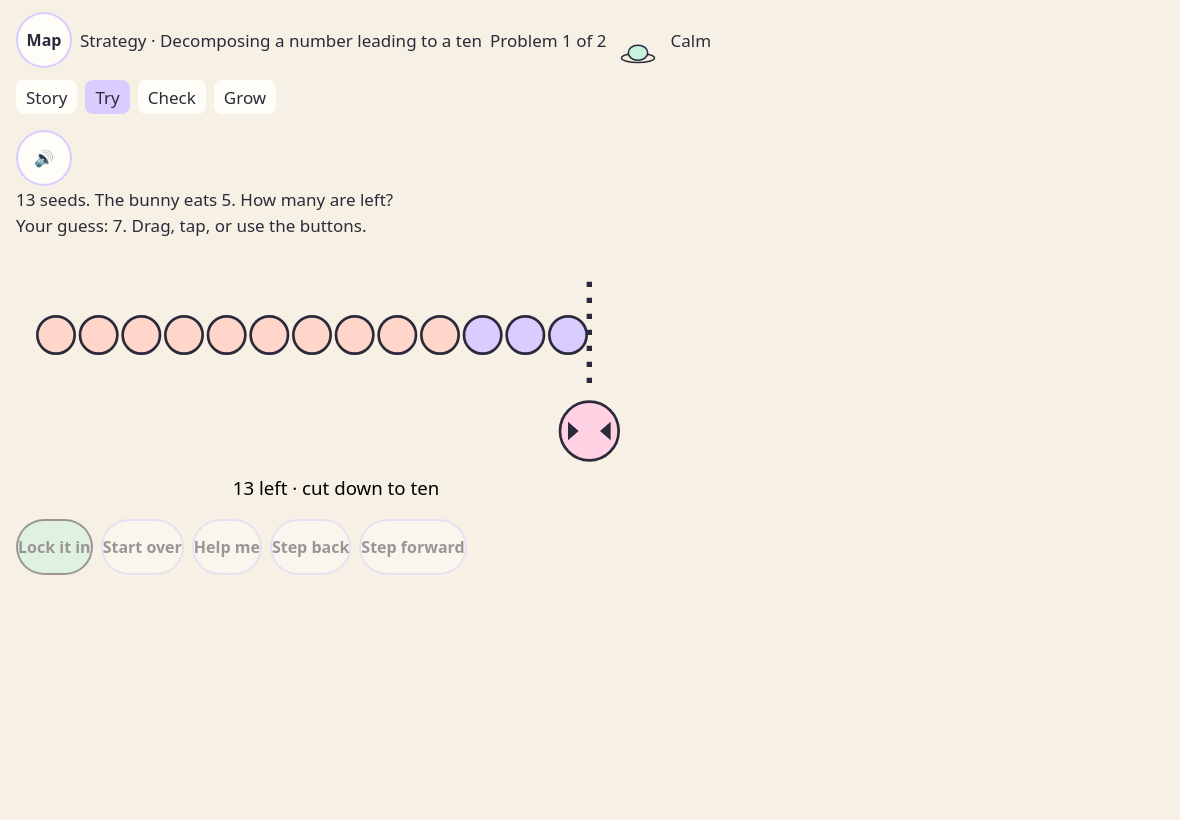 Map Strategy · Decomposing a number leading to a ten Problem 1 of 2 Calm
Story Try Check Grow
13 seeds. The bunny eats 5. How many are left?
Your guess: 7. Drag, tap, or use the buttons.
13 left · cut down to ten
Lock it in Start over Help me Step back Step forward